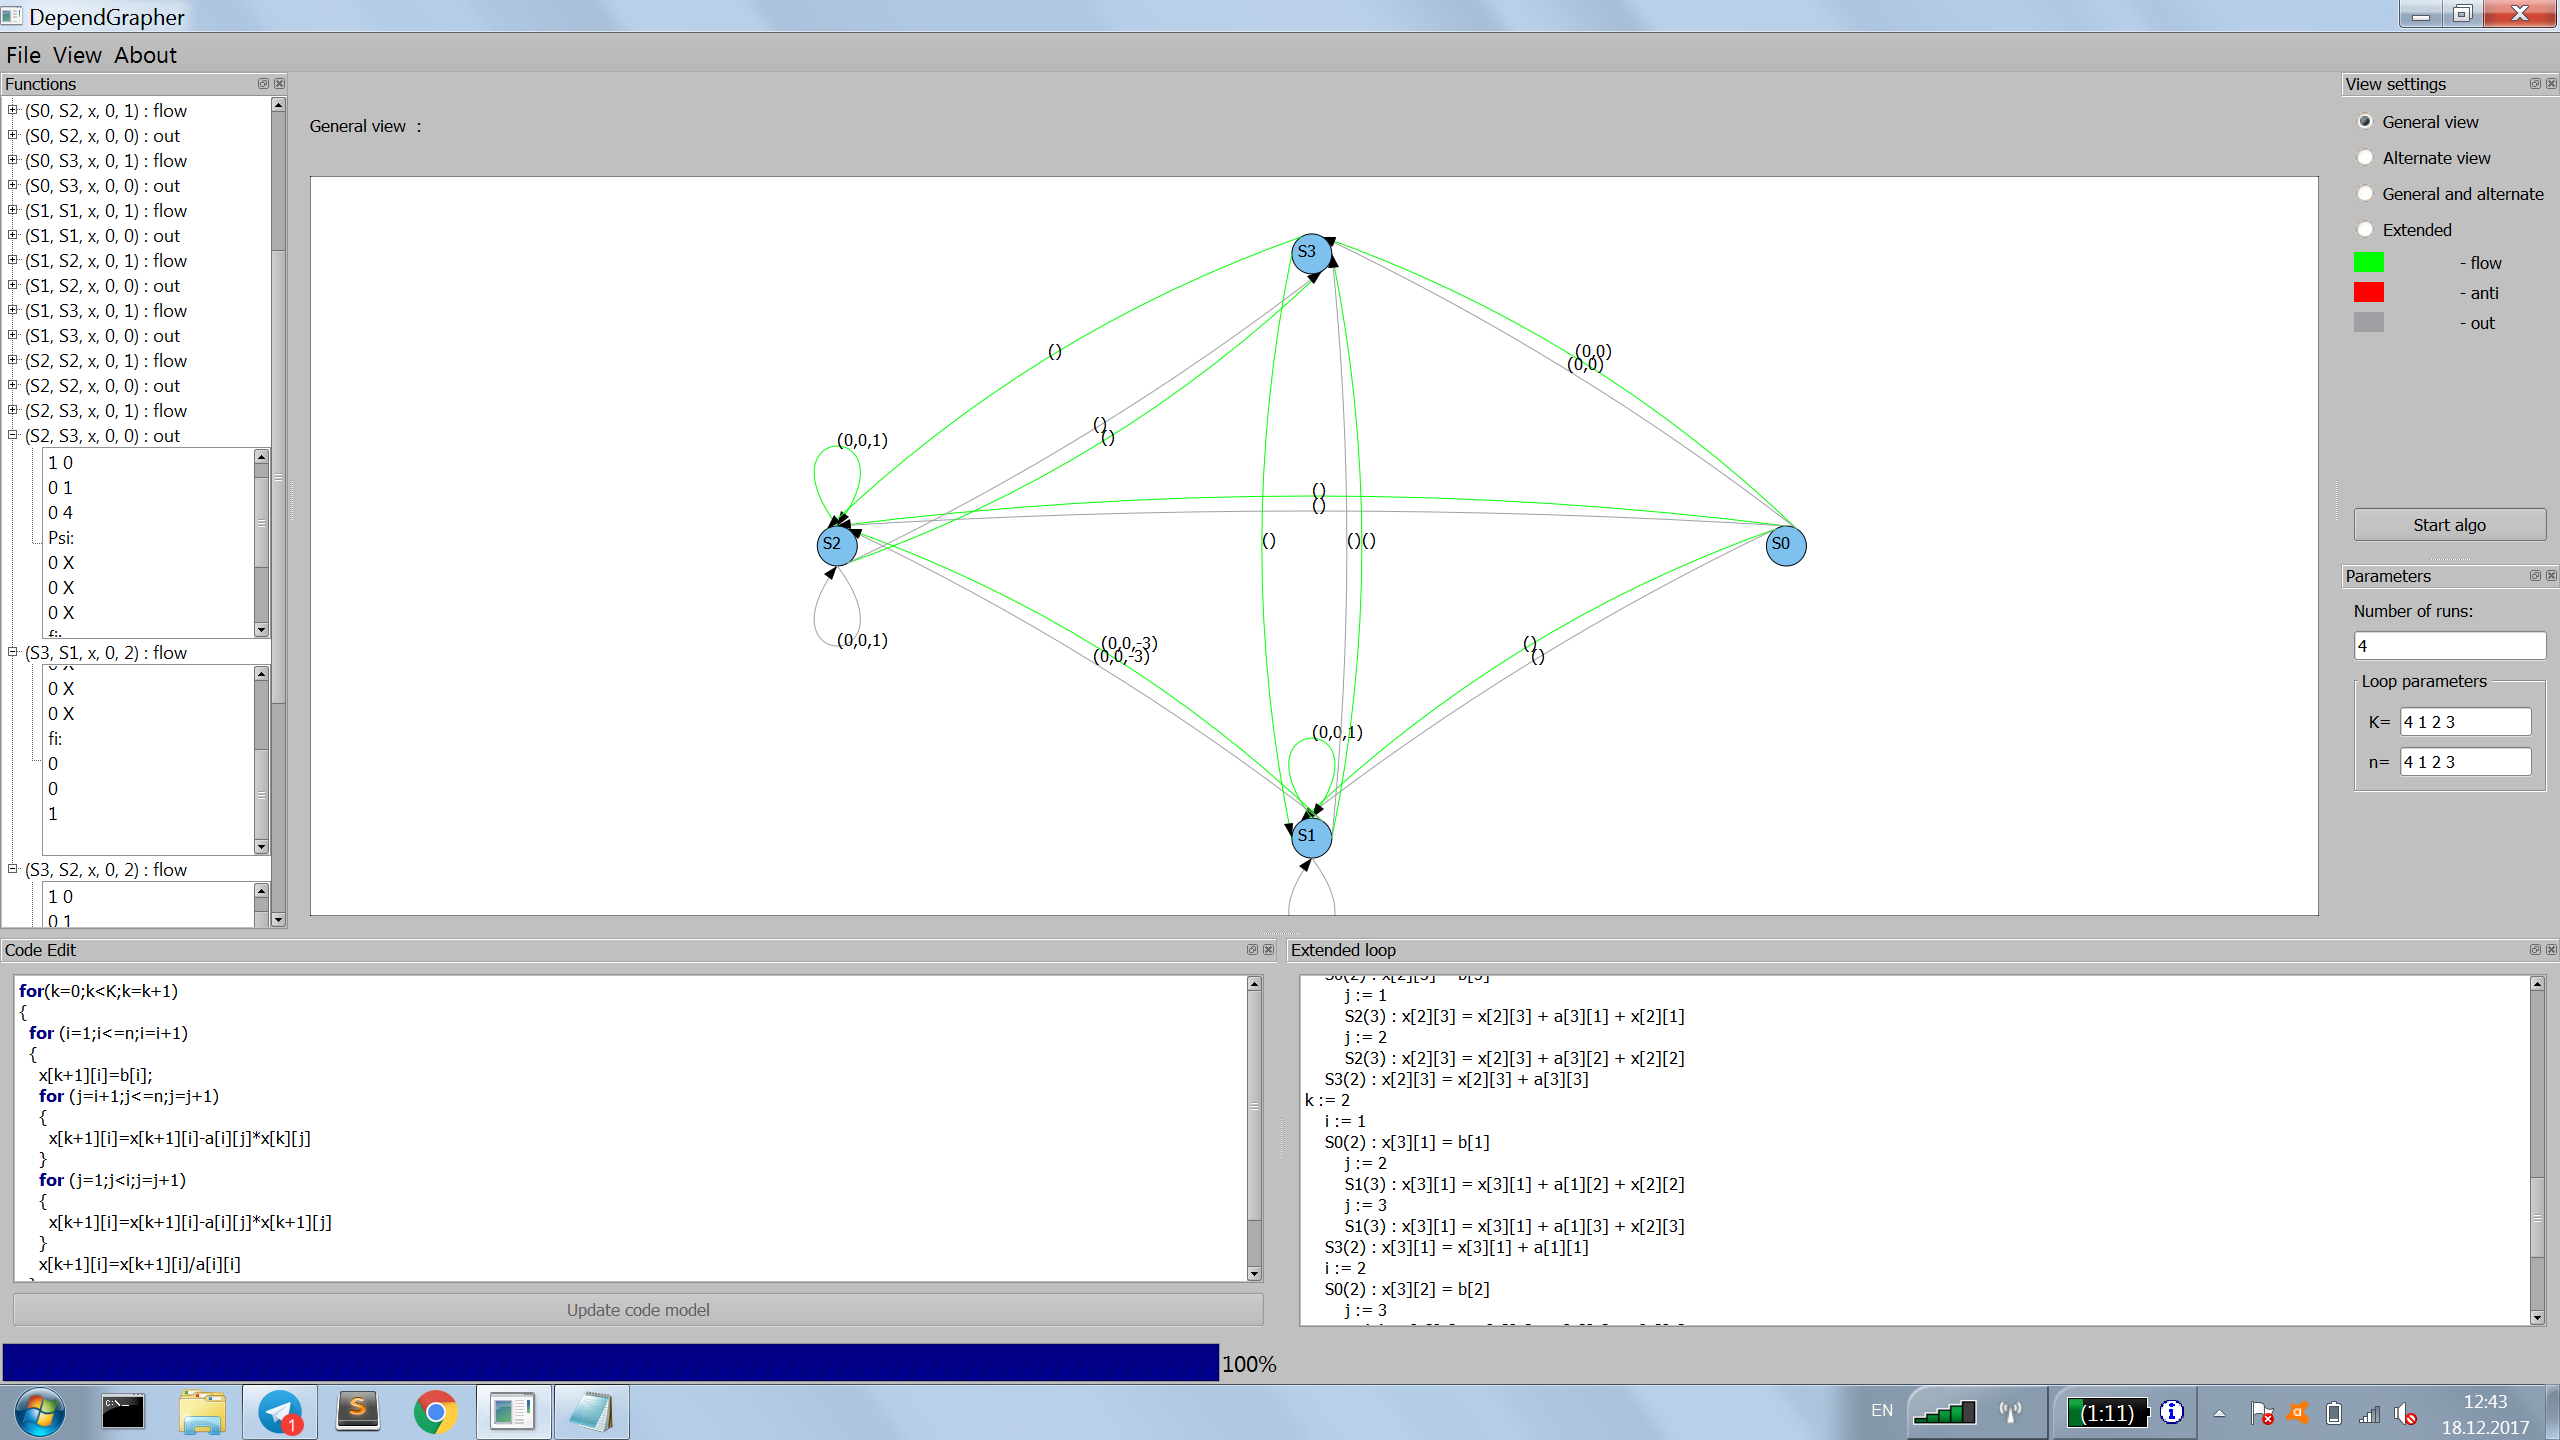 DependGrapher
File View About
Functions
(S0, S2, x, 0, 1) : flow
(S0, S2, x, 0, 0) : out
(S0, S3, x, 0, 1) : flow
(S0, S3, x, 0, 0) : out
(S1, S1, x, 0, 1) : flow
(S1, S1, x, 0, 0) : out
(S1, S2, x, 0, 1) : flow
(S1, S2, x, 0, 0) : out
(S1, S3, x, 0, 1) : flow
(S1, S3, x, 0, 0) : out
(S2, S2, x, 0, 1) : flow
(S2, S2, x, 0, 0) : out
(S2, S3, x, 0, 1) : flow
(S2, S3, x, 0, 0) : out
1 0
0 1
0 4
Psi:
0 X
0 X
0 X
fi:
(S3, S1, x, 0, 2) : flow
0 X
0 X
0 X
fi:
0
0
1
(S3, S2, x, 0, 2) : flow
1 0
0 1
General view :
S3
()
(0,0)
(0,0)
()
()
(0,0,1)
()
()
S2
S0
()
()()
(0,0,1)
(0,0,-3)
(0,0,-3)
()
()
(0,0,1)
S1
View settings
General view
Alternate view
General and alternate
Extended
- flow
- anti
- out
Start algo
Parameters
Number of runs:
4
Loop parameters
K= 4 1 2 3
n= 4 1 2 3
Code Edit
for(k=0;k<K;k=k+1)
{
for (i=1;i<=n;i=i+1)
{
x[k+1][i]=b[i];
for (j=i+1;j<=n;j=j+1)
{
x[k+1][i]=x[k+1][i]-a[i][j]*x[k][j]
}
for (j=1;j<i;j=j+1)
{
x[k+1][i]=x[k+1][i]-a[i][j]*x[k+1][j]
}
x[k+1][i]=x[k+1][i]/a[i][i]
Update code model
Extended loop
S0(2) : x[2][3] = b[3]
j := 1
S2(3) : x[2][3] = x[2][3] + a[3][1] + x[2][1]
j := 2
S2(3) : x[2][3] = x[2][3] + a[3][2] + x[2][2]
S3(2) : x[2][3] = x[2][3] + a[3][3]
k := 2
i := 1
S0(2) : x[3][1] = b[1]
j := 2
S1(3) : x[3][1] = x[3][1] + a[1][2] + x[2][2]
j := 3
S1(3) : x[3][1] = x[3][1] + a[1][3] + x[2][3]
S3(2) : x[3][1] = x[3][1] + a[1][1]
i := 2
S0(2) : x[3][2] = b[2]
j := 3
100%
C:\_
1
S
EN
(1:11)
12:43
18.12.2017